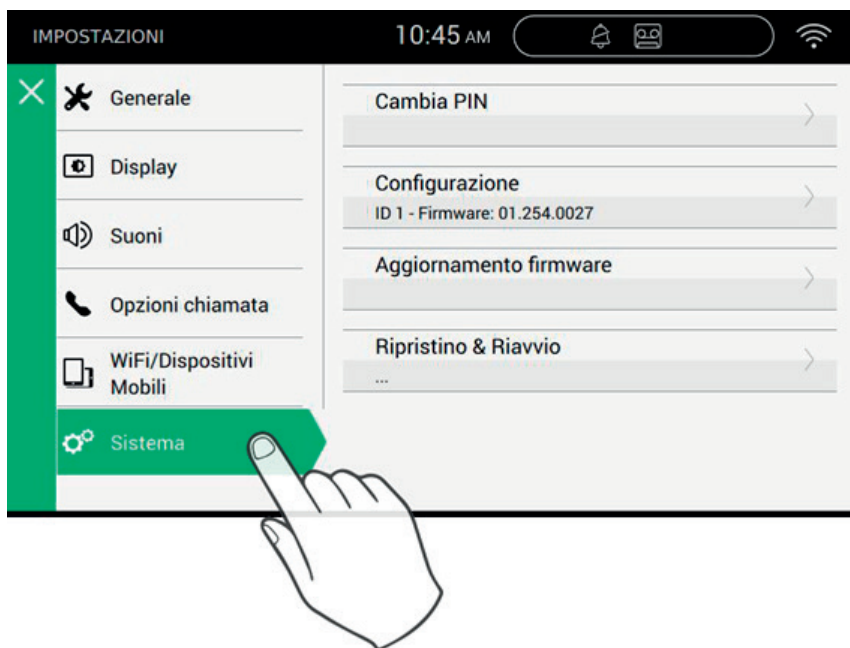 IMPOSTAZIONI
10:45 AM
Generale
Display
Suoni
Opzioni chiamata
WiFi/Dispositivi
Mobili
Sistema
Cambia PIN
Configurazione
ID 1 - Firmware: 01.254.0027
Aggiornamento firmware
Ripristino & Riavvio
...